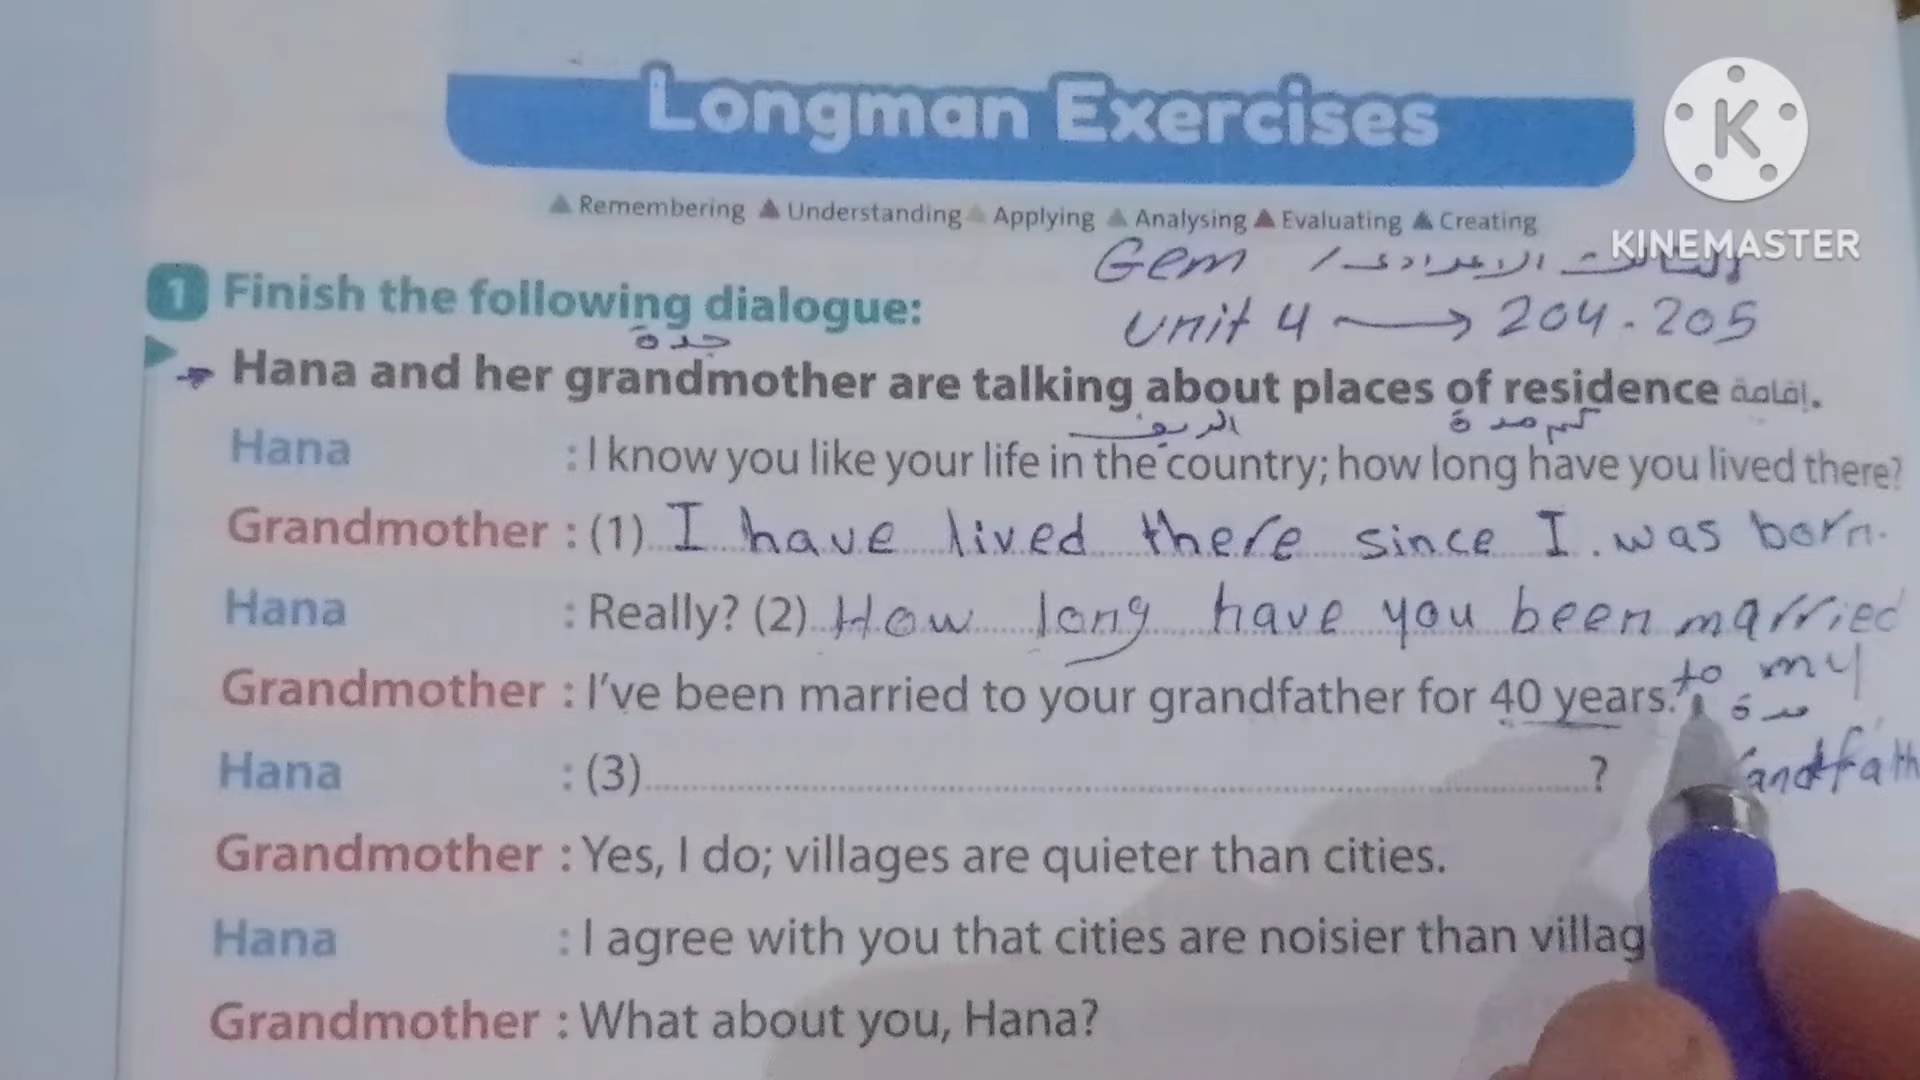 Longman Exercises
K
KINEMASTER
Remembering Understanding Applying Analysing Evaluating Creating
Gem / الثالث الاعدادى
1 Finish the following dialogue:
unit 4 → 204 - 205
جدة
Hana and her grandmother are talking about places of residence إقامة.
الريف كم مدة
Hana : I know you like your life in the country; how long have you lived there?
Grandmother : (1) I have lived there since I was born.
Hana : Really? (2) How long have you been married
to my
Grandmother : I've been married to your grandfather for 40 years.
مدة
Hana : (3) ........ ?
Grandmother : Yes, I do; villages are quieter than cities.
Hana : I agree with you that cities are noisier than villag
Grandmother : What about you, Hana?